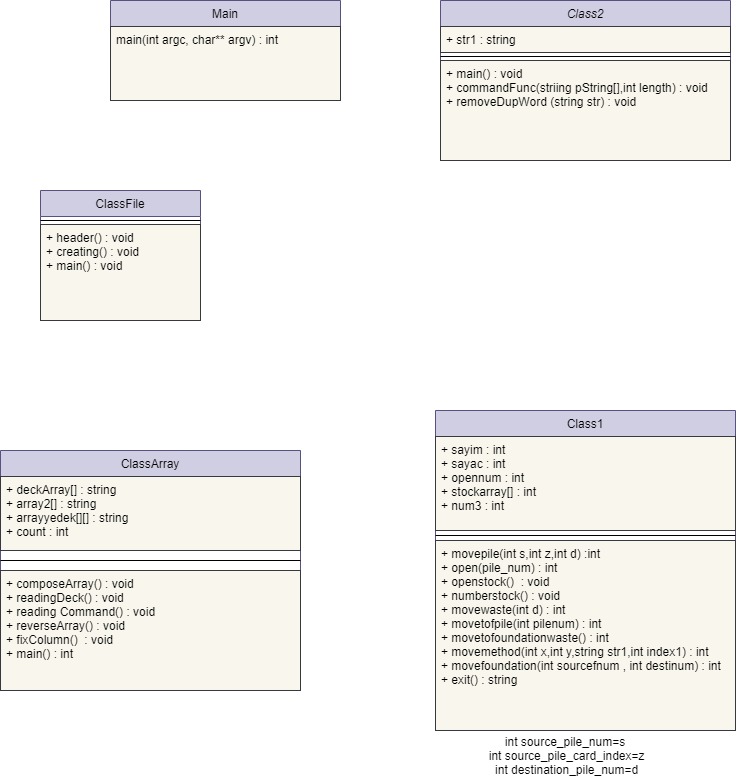 Main
main(int argc, char** argv) : int
Class2
+ str1 : string
+ main() : void
+ commandFunc(striing pString[],int length) : void
+ removeDupWord (string str) : void
ClassFile
+ header() : void
+ creating() : void
+ main() : void
ClassArray
+ deckArray[] : string
+ array2[] : string
+ arrayyedek[][] : string
+ count : int
+ composeArray() : void
+ readingDeck() : void
+ reading Command() : void
+ reverseArray() : void
+ fixColumn() : void
+ main() : int
Class1
+ sayim : int
+ sayac : int
+ opennum : int
+ stockarray[] : int
+ num3 : int
+ movepile(int s,int z,int d) :int
+ open(pile_num) : int
+ openstock() : void
+ numberstock() : void
+ movewaste(int d) : int
+ movetofpile(int pilenum) : int
+ movetofoundationwaste() : int
+ movemethod(int x,int y,string str1,int index1) : int
+ movefoundation(int sourcefnum , int destinum) : int
+ exit() : string
int source_pile_num=s
int source_pile_card_index=z
int destination_pile_num=d